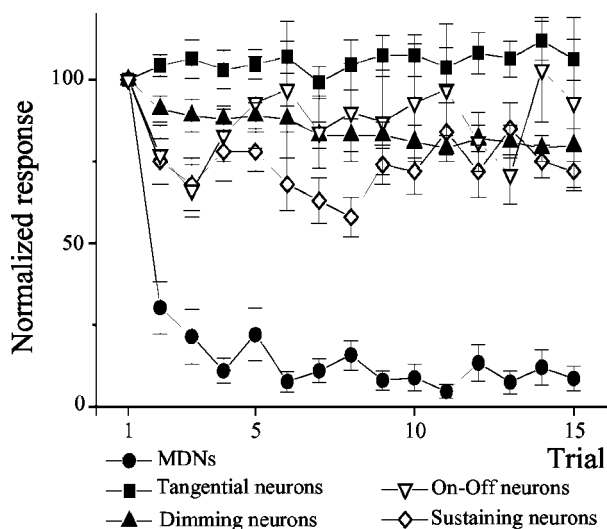 Normalized response
100
50
0
1
5
10
15
Trial
MDNs
Tangential neurons
On-Off neurons
Dimming neurons
Sustaining neurons